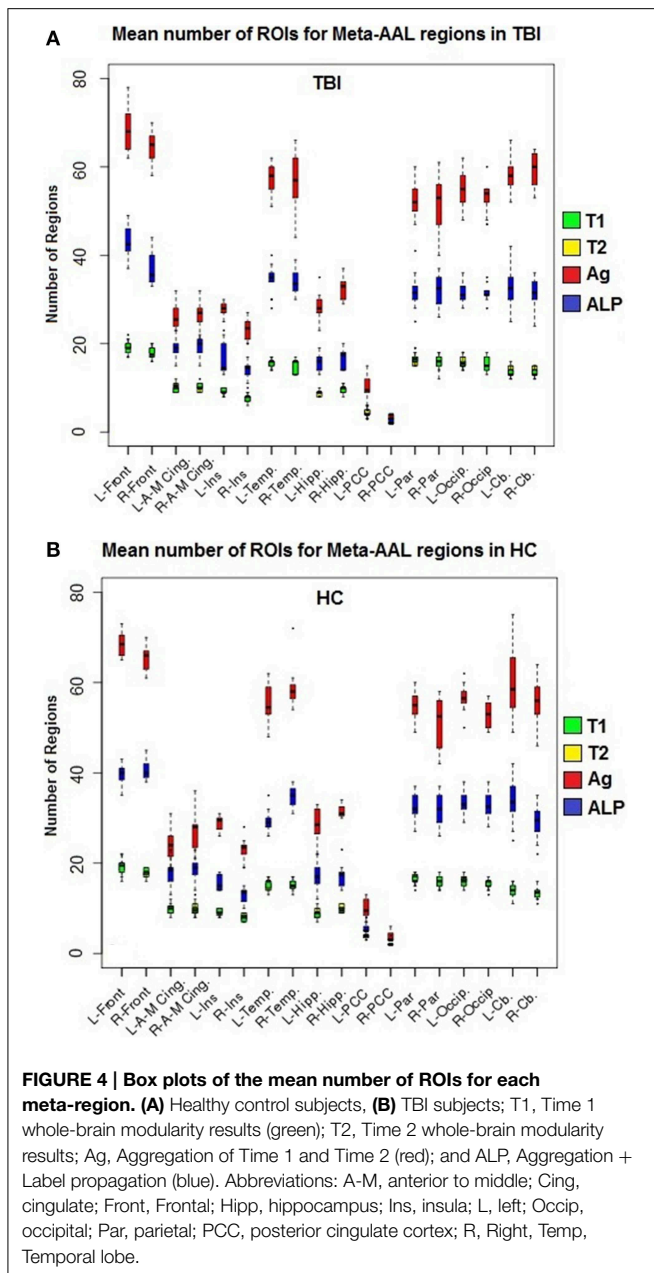 A
Mean number of ROIs for Meta-AAL regions in TBI
TBI
Number of Regions
80
60
40
20
0
T1
T2
Ag
ALP
L-Front
R-Front
L-A-M Cing.
R-A-M Cing.
L-Ins
R-Ins
L-Temp.
R-Temp.
L-Hipp.
R-Hipp.
L-PCC
R-PCC
L-Par
R-Par
L-Occip.
R-Occip
L-Cb.
R-Cb.
B
Mean number of ROIs for Meta-AAL regions in HC
HC
Number of Regions
80
60
40
20
0
T1
T2
Ag
ALP
L-Front
R-Front
L-A-M Cing.
R-A-M Cing.
L-Ins
R-Ins
L-Temp.
R-Temp.
L-Hipp.
R-Hipp.
L-PCC
R-PCC
L-Par
R-Par
L-Occip.
R-Occip
L-Cb.
R-Cb.
FIGURE 4 | Box plots of the mean number of ROIs for each
meta-region. (A) Healthy control subjects, (B) TBI subjects; T1, Time 1
whole-brain modularity results (green); T2, Time 2 whole-brain modularity
results; Ag, Aggregation of Time 1 and Time 2 (red); and ALP, Aggregation +
Label propagation (blue). Abbreviations: A-M, anterior to middle; Cing,
cingulate; Front, Frontal; Hipp, hippocampus; Ins, insula; L, left; Occip,
occipital; Par, parietal; PCC, posterior cingulate cortex; R, Right, Temp,
Temporal lobe.